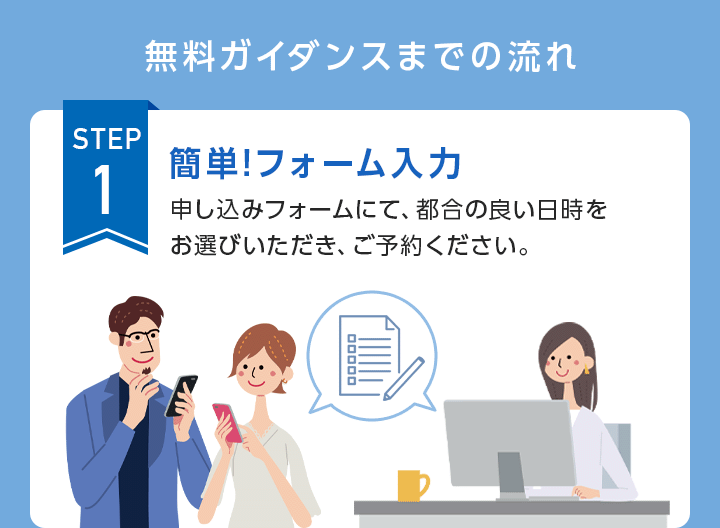 無料ガイダンスまでの流れ
STEP
1
簡単!フォーム入力
申し込みフォームにて、都合の良い日時を
お選びいただき、ご予約ください。